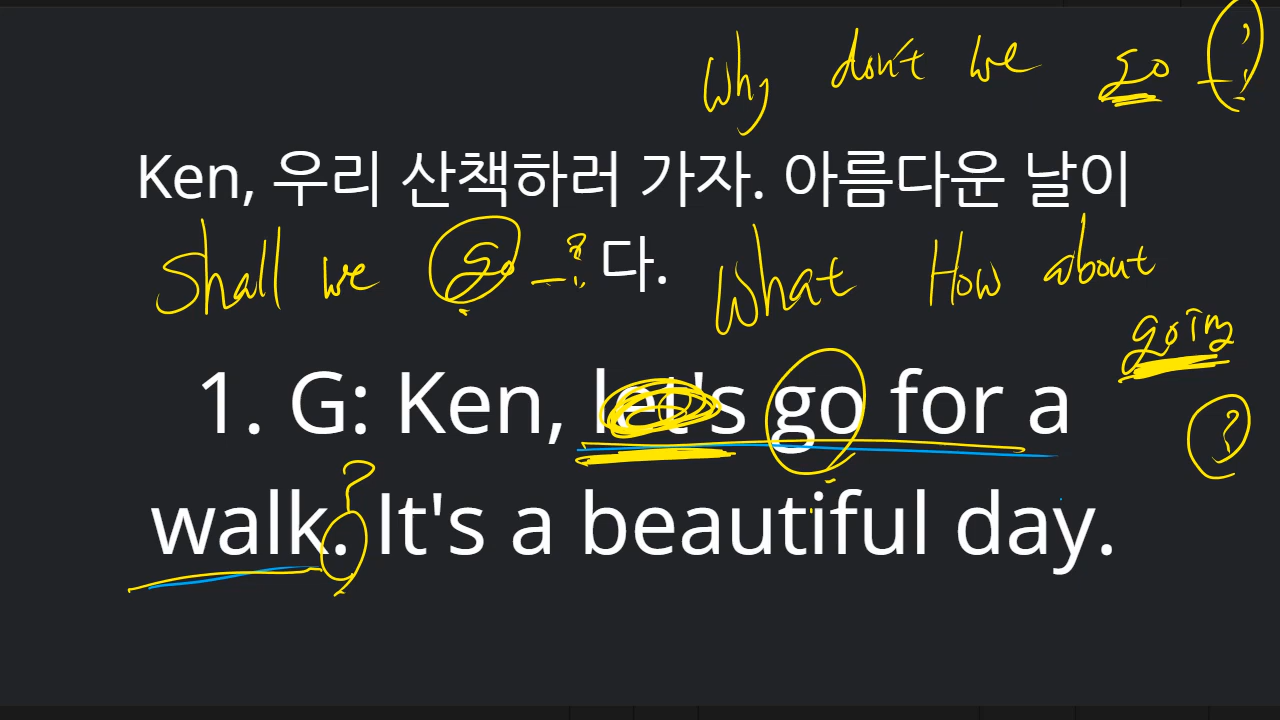 Why don't we go _?
Ken, 우리 산책하러 가자. 아름다운 날이
다.
Shall we go _?
What How about
going
?
1. G: Ken, let's go for a
walk. It's a beautiful day.
?